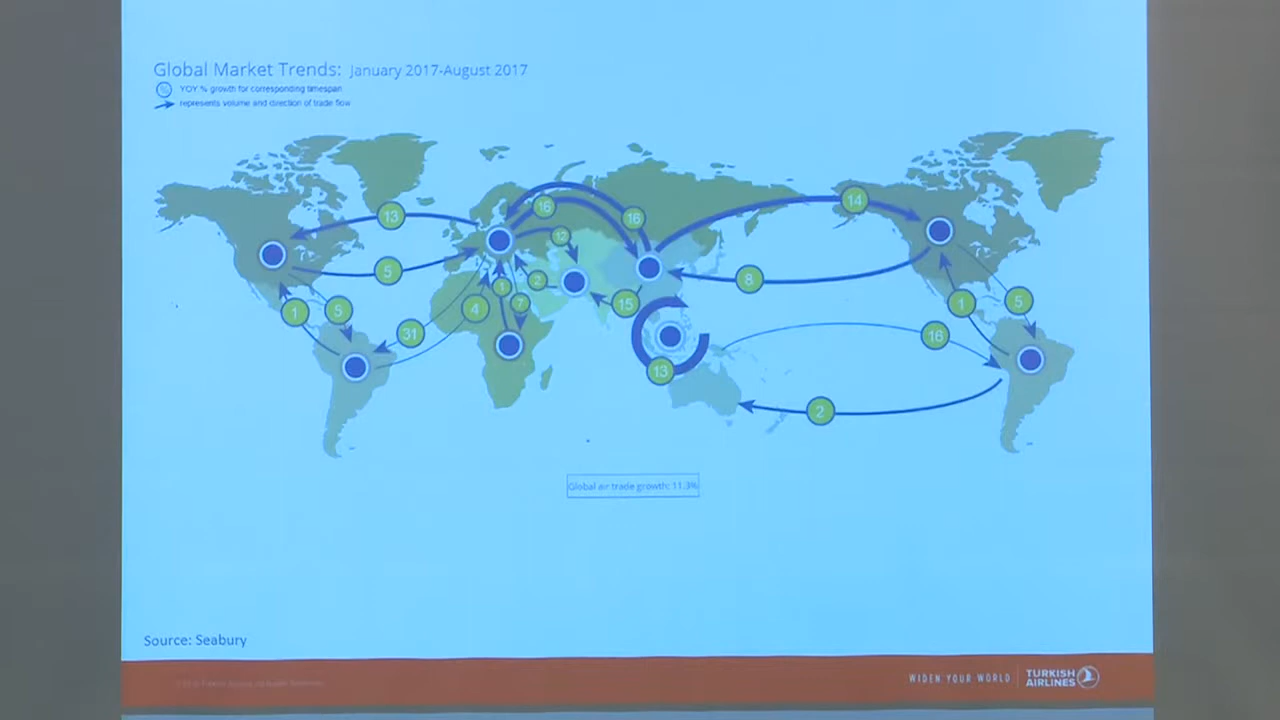 Global Market Trends: January 2017-August 2017
% YOY % growth for corresponding timespan
represents volume and direction of trade flow
13
16
16
14
12
5
1
2
8
1
5
31
4
7
15
1
5
16
13
2
Global air trade growth: 11.3%
Source: Seabury
WIDEN YOUR WORLD
TURKISH
AIRLINES